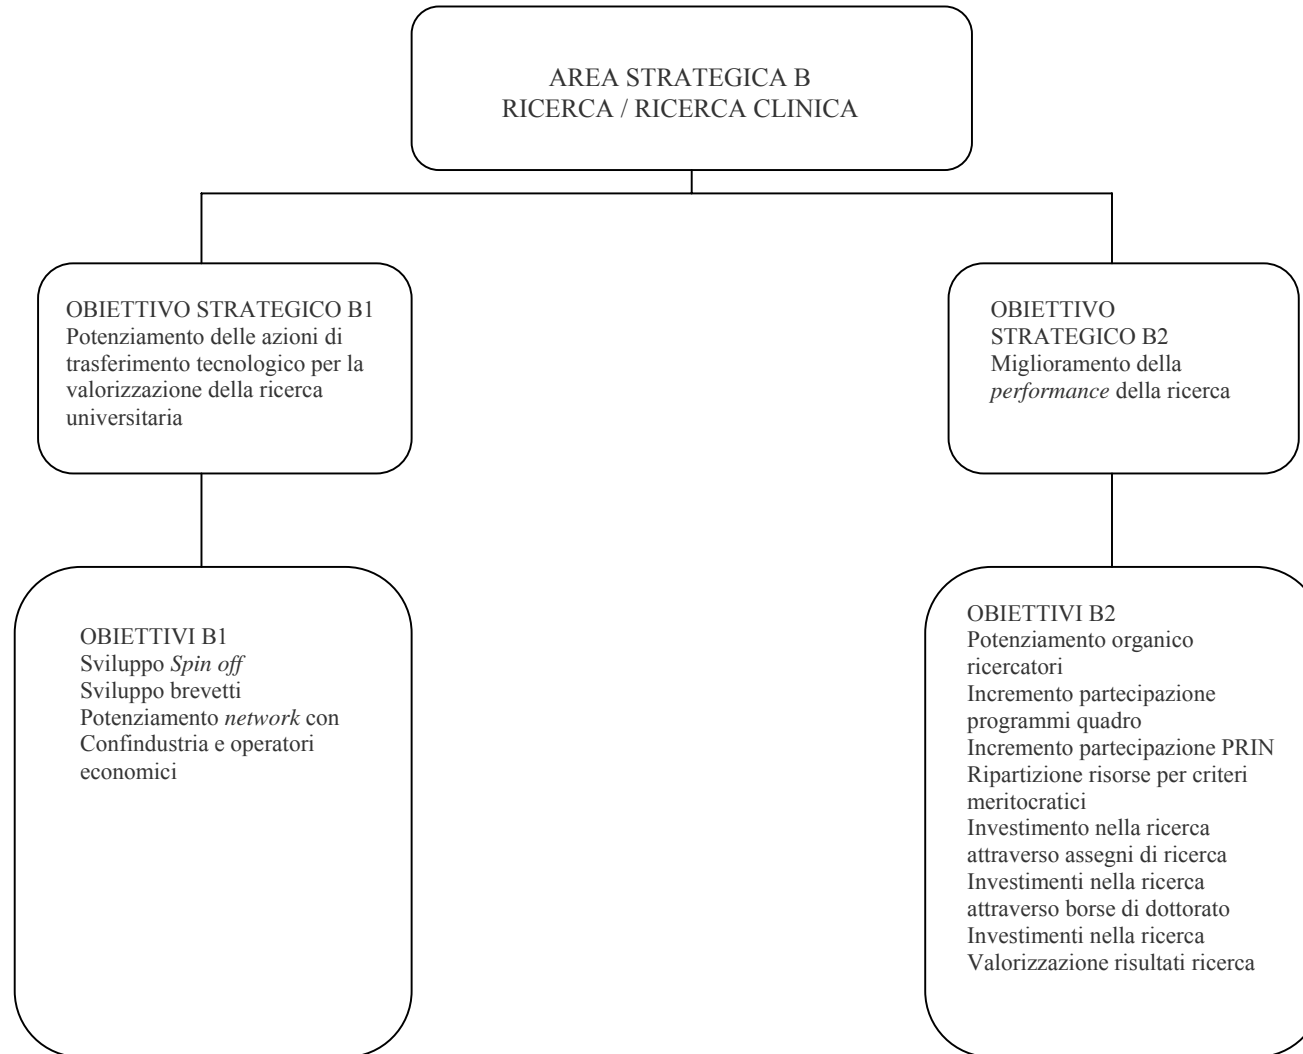 AREA STRATEGICA B
RICERCA / RICERCA CLINICA
OBIETTIVO STRATEGICO B1
Potenziamento delle azioni di
trasferimento tecnologico per la
valorizzazione della ricerca
universitaria
OBIETTIVO
STRATEGICO B2
Miglioramento della
performance della ricerca
OBIETTIVI B1
Sviluppo Spin off
Sviluppo brevetti
Potenziamento network con
Confindustria e operatori
economici
OBIETTIVI B2
Potenziamento organico
ricercatori
Incremento partecipazione
programmi quadro
Incremento partecipazione PRIN
Ripartizione risorse per criteri
meritocratici
Investimento nella ricerca
attraverso assegni di ricerca
Investimenti nella ricerca
attraverso borse di dottorato
Investimenti nella ricerca
Valorizzazione risultati ricerca